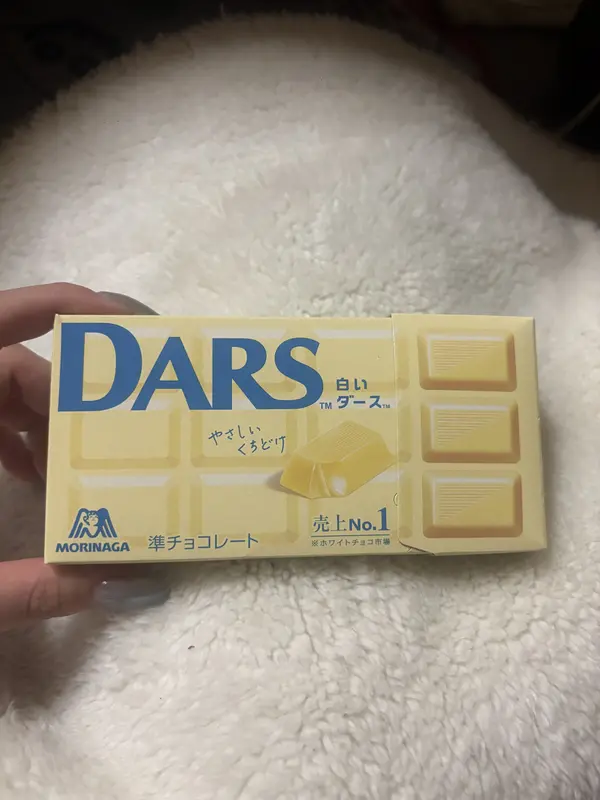 DARS
白い
TM ダース TM
やさしい
くちどけ
売上No.1
※ホワイトチョコ市場
MORINAGA
準チョコレート